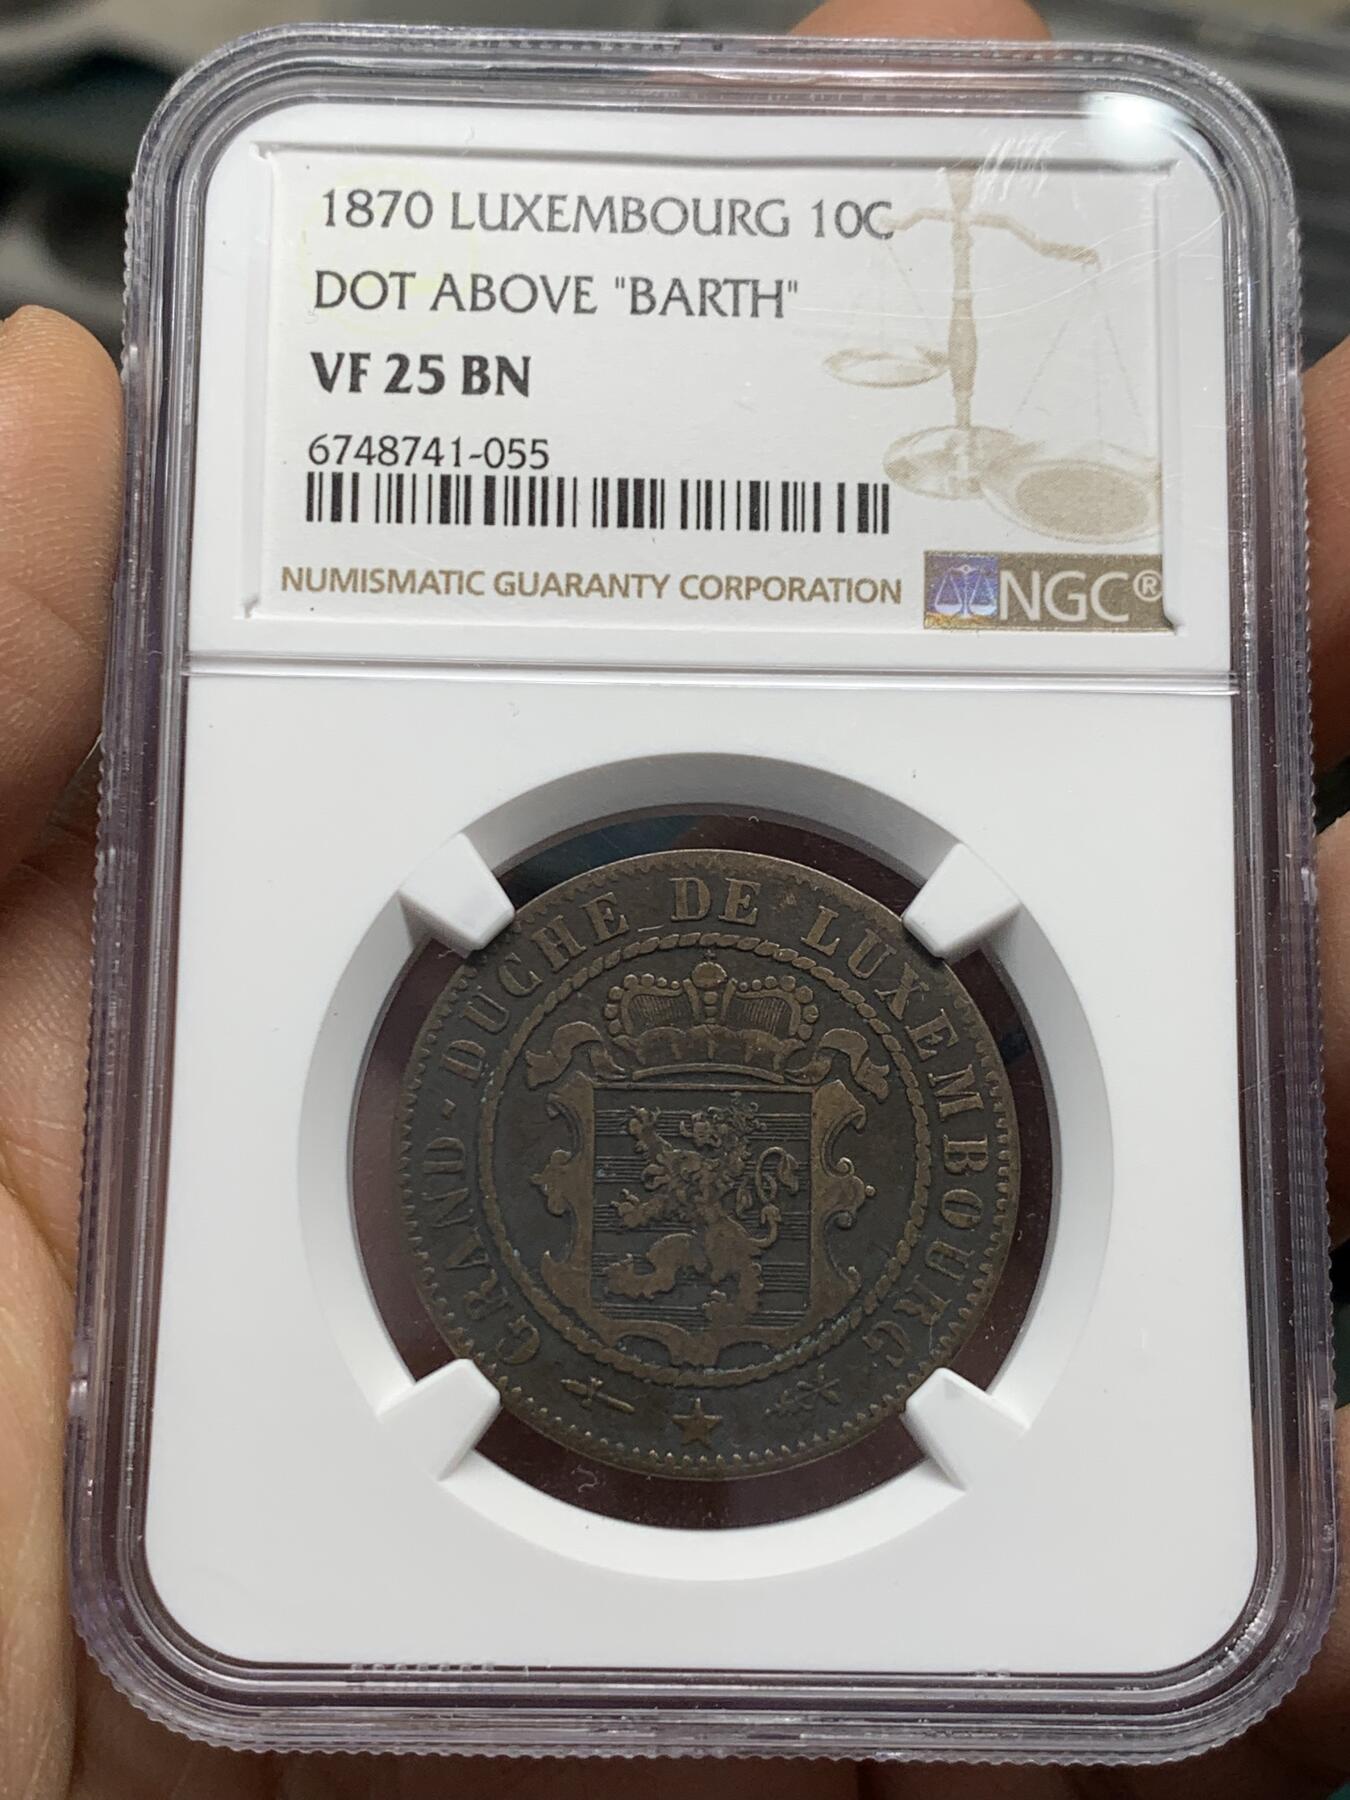 1870 LUXEMBOURG 10C
DOT ABOVE "BARTH"
VF 25 BN
6748741-055
NUMISMATIC GUARANTY CORPORATION
NGC®
GRAND-DUCHE DE LUXEMBOURG